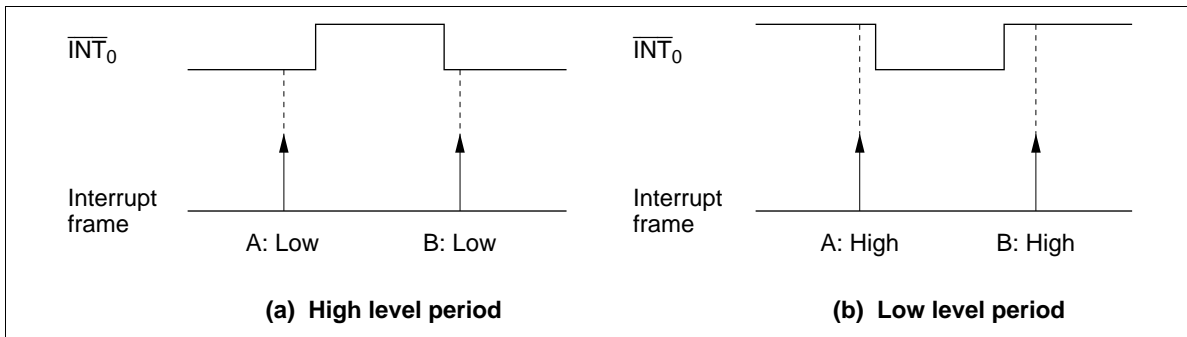 INT0
Interrupt
frame
A: Low
B: Low
(a) High level period
INT0
Interrupt
frame
A: High
B: High
(b) Low level period